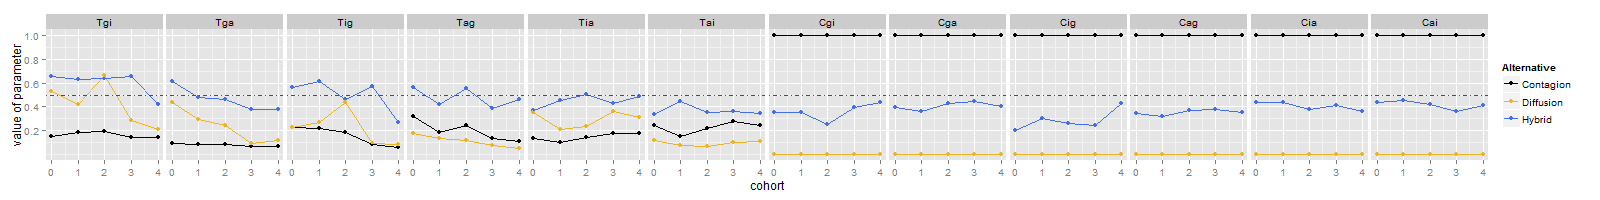 Tgi Tga Tig Tag Tia Tai Cgi Cga Cig Cag Cia Cai
1.0
0.8
0.6
0.4
0.2
value of parameter
0 1 2 3 4 0 1 2 3 4 0 1 2 3 4 0 1 2 3 4 0 1 2 3 4 0 1 2 3 4 0 1 2 3 4 0 1 2 3 4 0 1 2 3 4 0 1 2 3 4 0 1 2 3 4 0 1 2 3 4
cohort
Alternative
Contagion
Diffusion
Hybrid